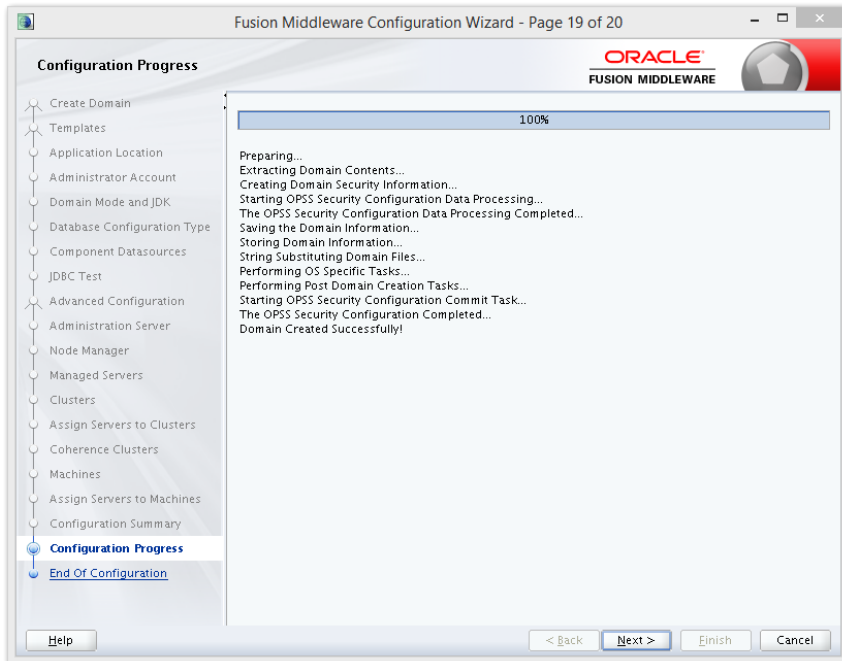 Fusion Middleware Configuration Wizard - Page 19 of 20
Configuration Progress
ORACLE
FUSION MIDDLEWARE
Create Domain
Templates
Application Location
Administrator Account
Domain Mode and JDK
Database Configuration Type
Component Datasources
JDBC Test
Advanced Configuration
Administration Server
Node Manager
Managed Servers
Clusters
Assign Servers to Clusters
Coherence Clusters
Machines
Assign Servers to Machines
Configuration Summary
Configuration Progress
End Of Configuration
100%
Preparing...
Extracting Domain Contents...
Creating Domain Security Information...
Starting OPSS Security Configuration Data Processing...
The OPSS Security Configuration Data Processing Completed...
Saving the Domain Information...
Storing Domain Information...
String Substituting Domain Files...
Performing OS Specific Tasks...
Performing Post Domain Creation Tasks...
Starting OPSS Security Configuration Commit Task...
The OPSS Security Configuration Completed...
Domain Created Successfully!
Help
< Back
Next >
Finish
Cancel